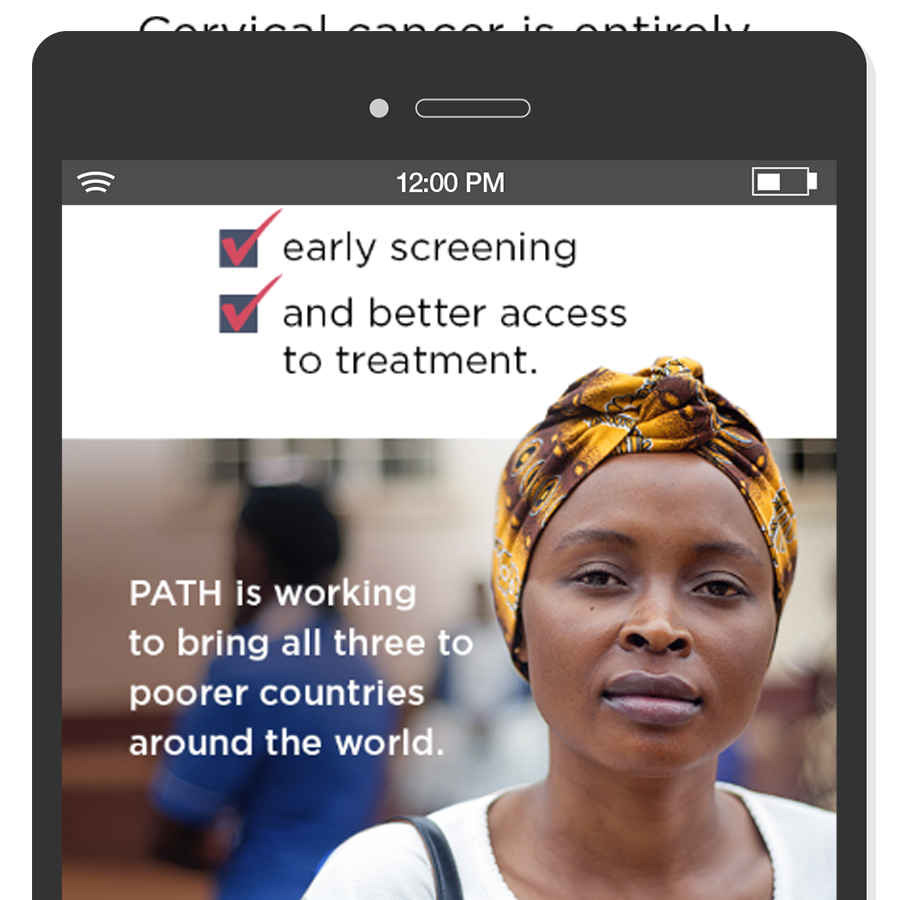 Cervical cancer is entirely
12:00 PM
early screening
and better access
to treatment.
PATH is working
to bring all three to
poorer countries
around the world.